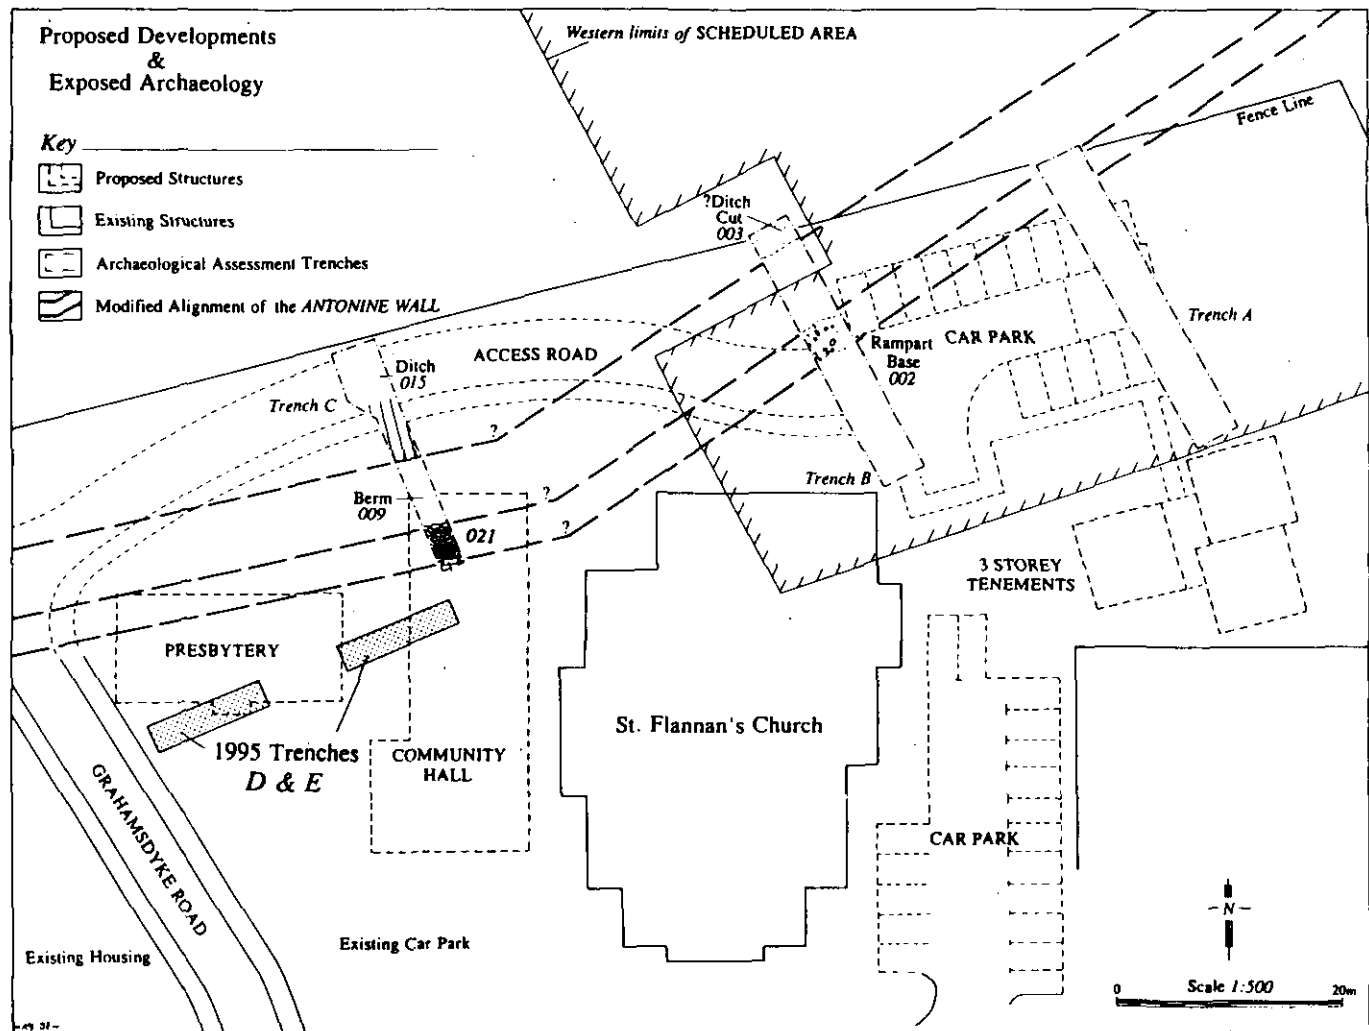 Proposed Developments
&
Exposed Archaeology
Key
Proposed Structures
Existing Structures
Archaeological Assessment Trenches
Modified Alignment of the ANTONINE WALL
Western limits of SCHEDULED AREA
Fence Line
?Ditch
Cut
003
Trench A
CAR PARK
Rampart
Base
002
ACCESS ROAD
Ditch
015
Trench C
?
Trench B
Berm
009
?
?
021
3 STOREY
TENEMENTS
PRESBYTERY
St. Flannan's Church
1995 Trenches
D & E
COMMUNITY
HALL
GRAHAMSDYKE ROAD
CAR PARK
N
Existing Car Park
Existing Housing
Scale 1:500
0
20m